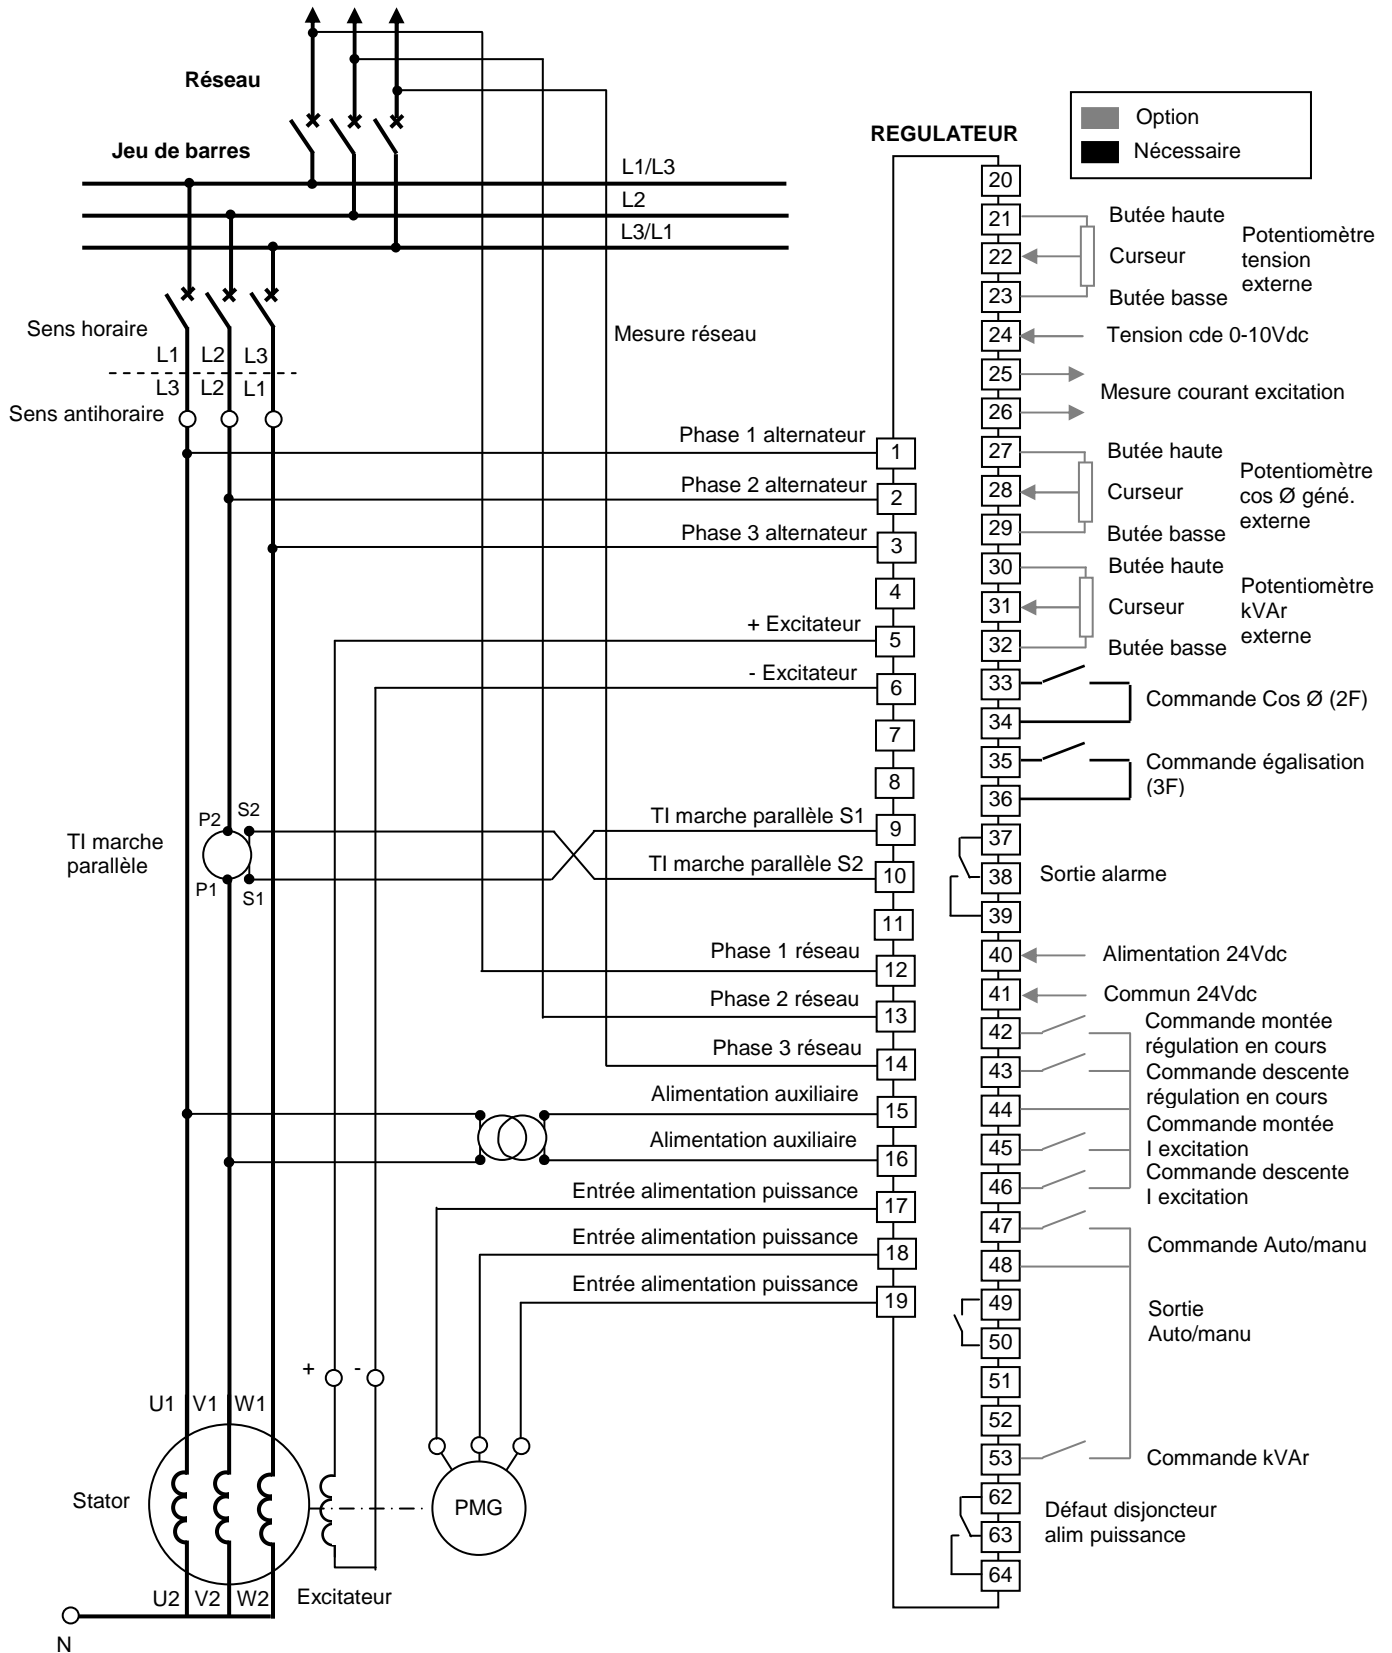 Réseau
Jeu de barres
L1/L3
L2
L3/L1
Sens horaire
L1 L2 L3
L3 L2 L1
Sens antihoraire
Mesure réseau
REGULATEUR
Option
Nécessaire
Phase 1 alternateur
1
Phase 2 alternateur
2
Phase 3 alternateur
3
4
+ Excitateur
5
- Excitateur
6
7
8
TI marche parallèle S1
9
TI marche parallèle S2
10
11
Phase 1 réseau
12
Phase 2 réseau
13
Phase 3 réseau
14
Alimentation auxiliaire
15
Alimentation auxiliaire
16
Entrée alimentation puissance
17
Entrée alimentation puissance
18
Entrée alimentation puissance
19
TI marche
parallèle
P2 S2
P1 S1
+ -
U1 V1 W1
Stator
PMG
U2 V2 W2
Excitateur
N
20
21
Butée haute
22
Curseur
23
Butée basse
Potentiomètre
tension
externe
24
Tension cde 0-10Vdc
25
26
Mesure courant excitation
27
Butée haute
28
Curseur
29
Butée basse
Potentiomètre
cos Ø géné.
externe
30
Butée haute
31
Curseur
32
Butée basse
Potentiomètre
kVAr
externe
33
34
Commande Cos Ø (2F)
35
36
Commande égalisation
(3F)
37
38
39
Sortie alarme
40
Alimentation 24Vdc
41
Commun 24Vdc
42
Commande montée
régulation en cours
43
Commande descente
régulation en cours
44
45
Commande montée
I excitation
46
Commande descente
I excitation
47
48
Commande Auto/manu
49
50
Sortie
Auto/manu
51
52
53
Commande kVAr
62
63
64
Défaut disjoncteur
alim puissance